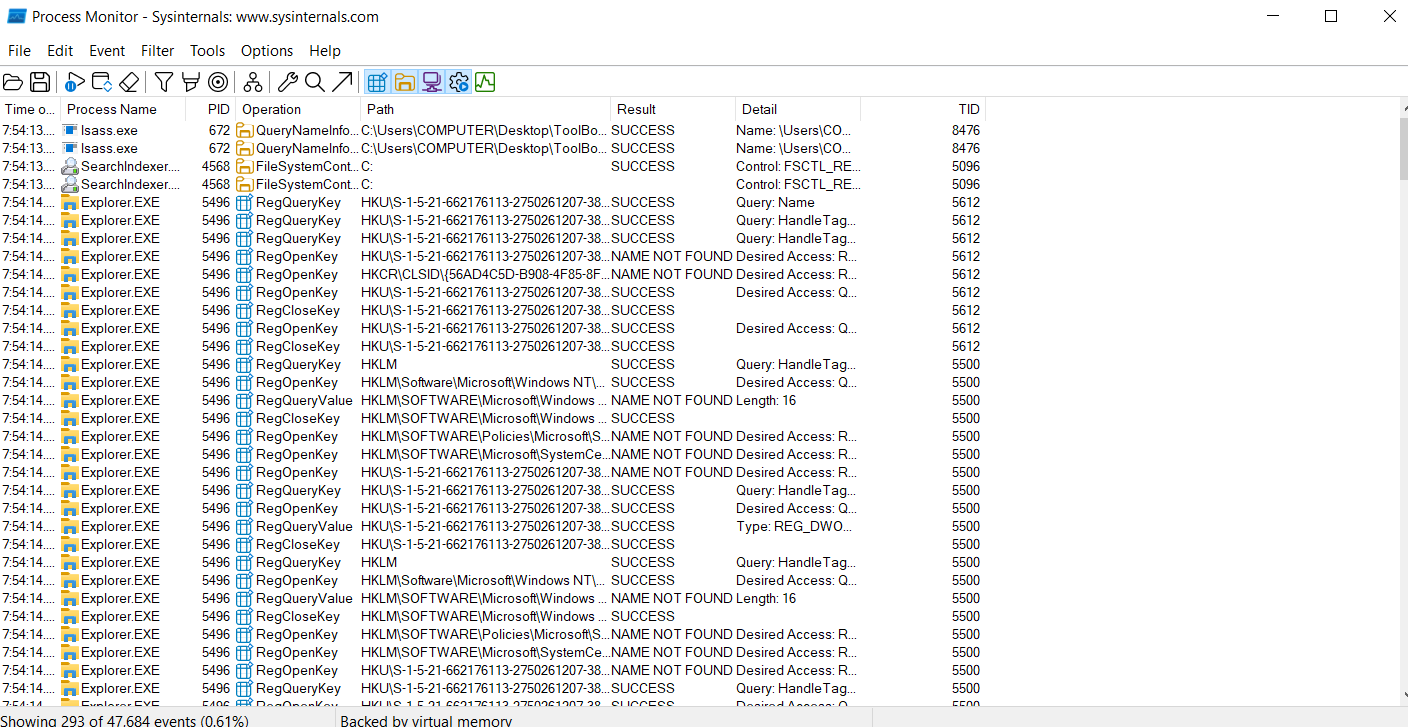 Process Monitor - Sysinternals: www.sysinternals.com
File Edit Event Filter Tools Options Help
Time o... Process Name PID Operation Path Result Detail TID
7:54:13.... lsass.exe 672 QueryNameInfo... C:\Users\COMPUTER\Desktop\ToolBo... SUCCESS Name: \Users\CO... 8476
7:54:13.... lsass.exe 672 QueryNameInfo... C:\Users\COMPUTER\Desktop\ToolBo... SUCCESS Name: \Users\CO... 8476
7:54:13.... SearchIndexer.... 4568 FileSystemCont... C: SUCCESS Control: FSCTL_RE... 5096
7:54:13.... SearchIndexer.... 4568 FileSystemCont... C: Control: FSCTL_RE... 5096
7:54:14.... Explorer.EXE 5496 RegQueryKey HKU\S-1-5-21-662176113-2750261207-38... SUCCESS Query: Name 5612
7:54:14.... Explorer.EXE 5496 RegQueryKey HKU\S-1-5-21-662176113-2750261207-38... SUCCESS Query: HandleTag... 5612
7:54:14.... Explorer.EXE 5496 RegQueryKey HKU\S-1-5-21-662176113-2750261207-38... SUCCESS Query: HandleTag... 5612
7:54:14.... Explorer.EXE 5496 RegOpenKey HKU\S-1-5-21-662176113-2750261207-38... NAME NOT FOUND Desired Access: R... 5612
7:54:14.... Explorer.EXE 5496 RegOpenKey HKCR\CLSID\{56AD4C5D-B908-4F85-8F... NAME NOT FOUND Desired Access: R... 5612
7:54:14.... Explorer.EXE 5496 RegOpenKey HKU\S-1-5-21-662176113-2750261207-38... SUCCESS Desired Access: Q... 5612
7:54:14.... Explorer.EXE 5496 RegCloseKey HKU\S-1-5-21-662176113-2750261207-38... SUCCESS 5612
7:54:14.... Explorer.EXE 5496 RegOpenKey HKU\S-1-5-21-662176113-2750261207-38... SUCCESS Desired Access: Q... 5612
7:54:14.... Explorer.EXE 5496 RegCloseKey HKU\S-1-5-21-662176113-2750261207-38... SUCCESS 5612
7:54:14.... Explorer.EXE 5496 RegQueryKey HKLM SUCCESS Query: HandleTag... 5500
7:54:14.... Explorer.EXE 5496 RegOpenKey HKLM\Software\Microsoft\Windows NT\... SUCCESS Desired Access: Q... 5500
7:54:14.... Explorer.EXE 5496 RegQueryValue HKLM\SOFTWARE\Microsoft\Windows ... NAME NOT FOUND Length: 16 5500
7:54:14.... Explorer.EXE 5496 RegCloseKey HKLM\SOFTWARE\Microsoft\Windows ... SUCCESS 5500
7:54:14.... Explorer.EXE 5496 RegOpenKey HKLM\SOFTWARE\Policies\Microsoft\S... NAME NOT FOUND Desired Access: R... 5500
7:54:14.... Explorer.EXE 5496 RegOpenKey HKLM\SOFTWARE\Microsoft\SystemCe... NAME NOT FOUND Desired Access: R... 5500
7:54:14.... Explorer.EXE 5496 RegOpenKey HKU\S-1-5-21-662176113-2750261207-38... NAME NOT FOUND Desired Access: R... 5500
7:54:14.... Explorer.EXE 5496 RegQueryKey HKU\S-1-5-21-662176113-2750261207-38... SUCCESS Query: HandleTag... 5500
7:54:14.... Explorer.EXE 5496 RegOpenKey HKU\S-1-5-21-662176113-2750261207-38... SUCCESS Desired Access: Q... 5500
7:54:14.... Explorer.EXE 5496 RegQueryValue HKU\S-1-5-21-662176113-2750261207-38... SUCCESS Type: REG_DWO... 5500
7:54:14.... Explorer.EXE 5496 RegCloseKey HKU\S-1-5-21-662176113-2750261207-38... SUCCESS 5500
7:54:14.... Explorer.EXE 5496 RegQueryKey HKLM SUCCESS Query: HandleTag... 5500
7:54:14.... Explorer.EXE 5496 RegOpenKey HKLM\Software\Microsoft\Windows NT\... SUCCESS Desired Access: Q... 5500
7:54:14.... Explorer.EXE 5496 RegQueryValue HKLM\SOFTWARE\Microsoft\Windows ... NAME NOT FOUND Length: 16 5500
7:54:14.... Explorer.EXE 5496 RegCloseKey HKLM\SOFTWARE\Microsoft\Windows ... SUCCESS 5500
7:54:14.... Explorer.EXE 5496 RegOpenKey HKLM\SOFTWARE\Policies\Microsoft\S... NAME NOT FOUND Desired Access: R... 5500
7:54:14.... Explorer.EXE 5496 RegOpenKey HKLM\SOFTWARE\Microsoft\SystemCe... NAME NOT FOUND Desired Access: R... 5500
7:54:14.... Explorer.EXE 5496 RegOpenKey HKU\S-1-5-21-662176113-2750261207-38... NAME NOT FOUND Desired Access: R... 5500
7:54:14.... Explorer.EXE 5496 RegQueryKey HKU\S-1-5-21-662176113-2750261207-38... SUCCESS Query: HandleTag... 5500
Showing 293 of 47,684 events (0.61%) Backed by virtual memory